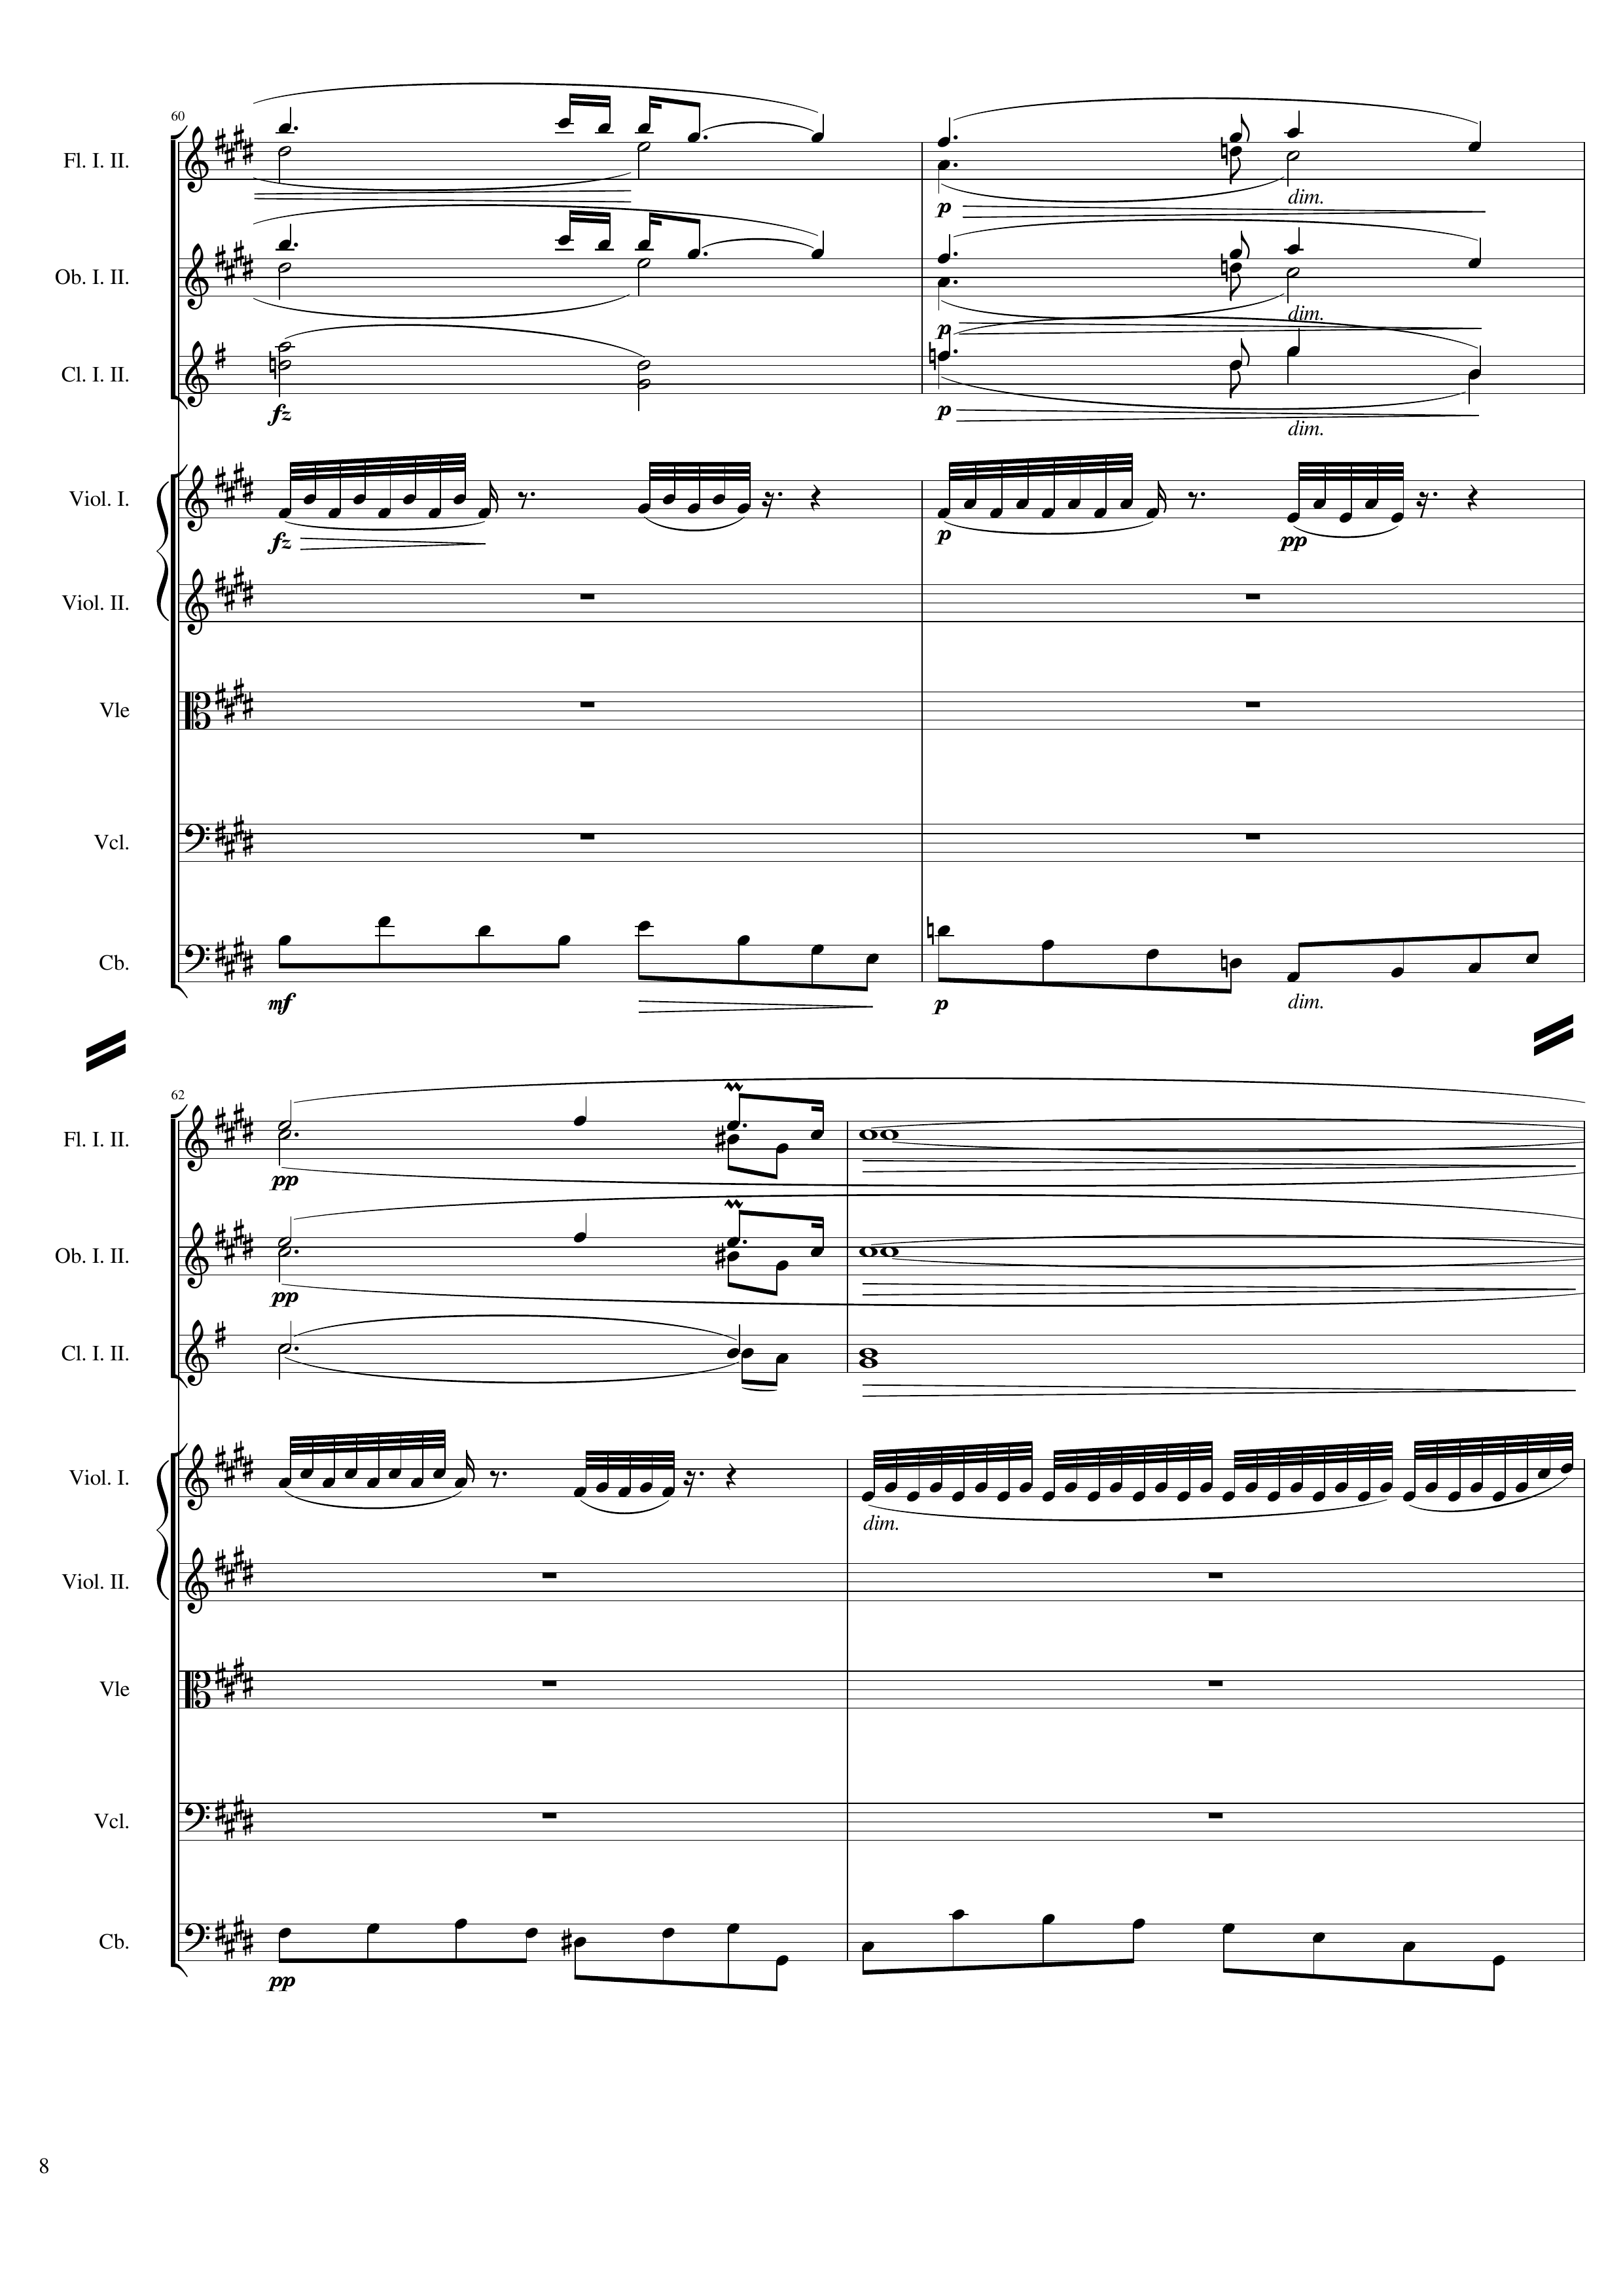 60
Fl. I. II.
p
dim.
Ob. I. II.
p
dim.
Cl. I. II.
fz
p
dim.
Viol. I.
fz
p
pp
Viol. II.
Vle
Vcl.
Cb.
mf
p
dim.
62
Fl. I. II.
pp
Ob. I. II.
pp
Cl. I. II.
Viol. I.
dim.
Viol. II.
Vle
Vcl.
Cb.
pp
8